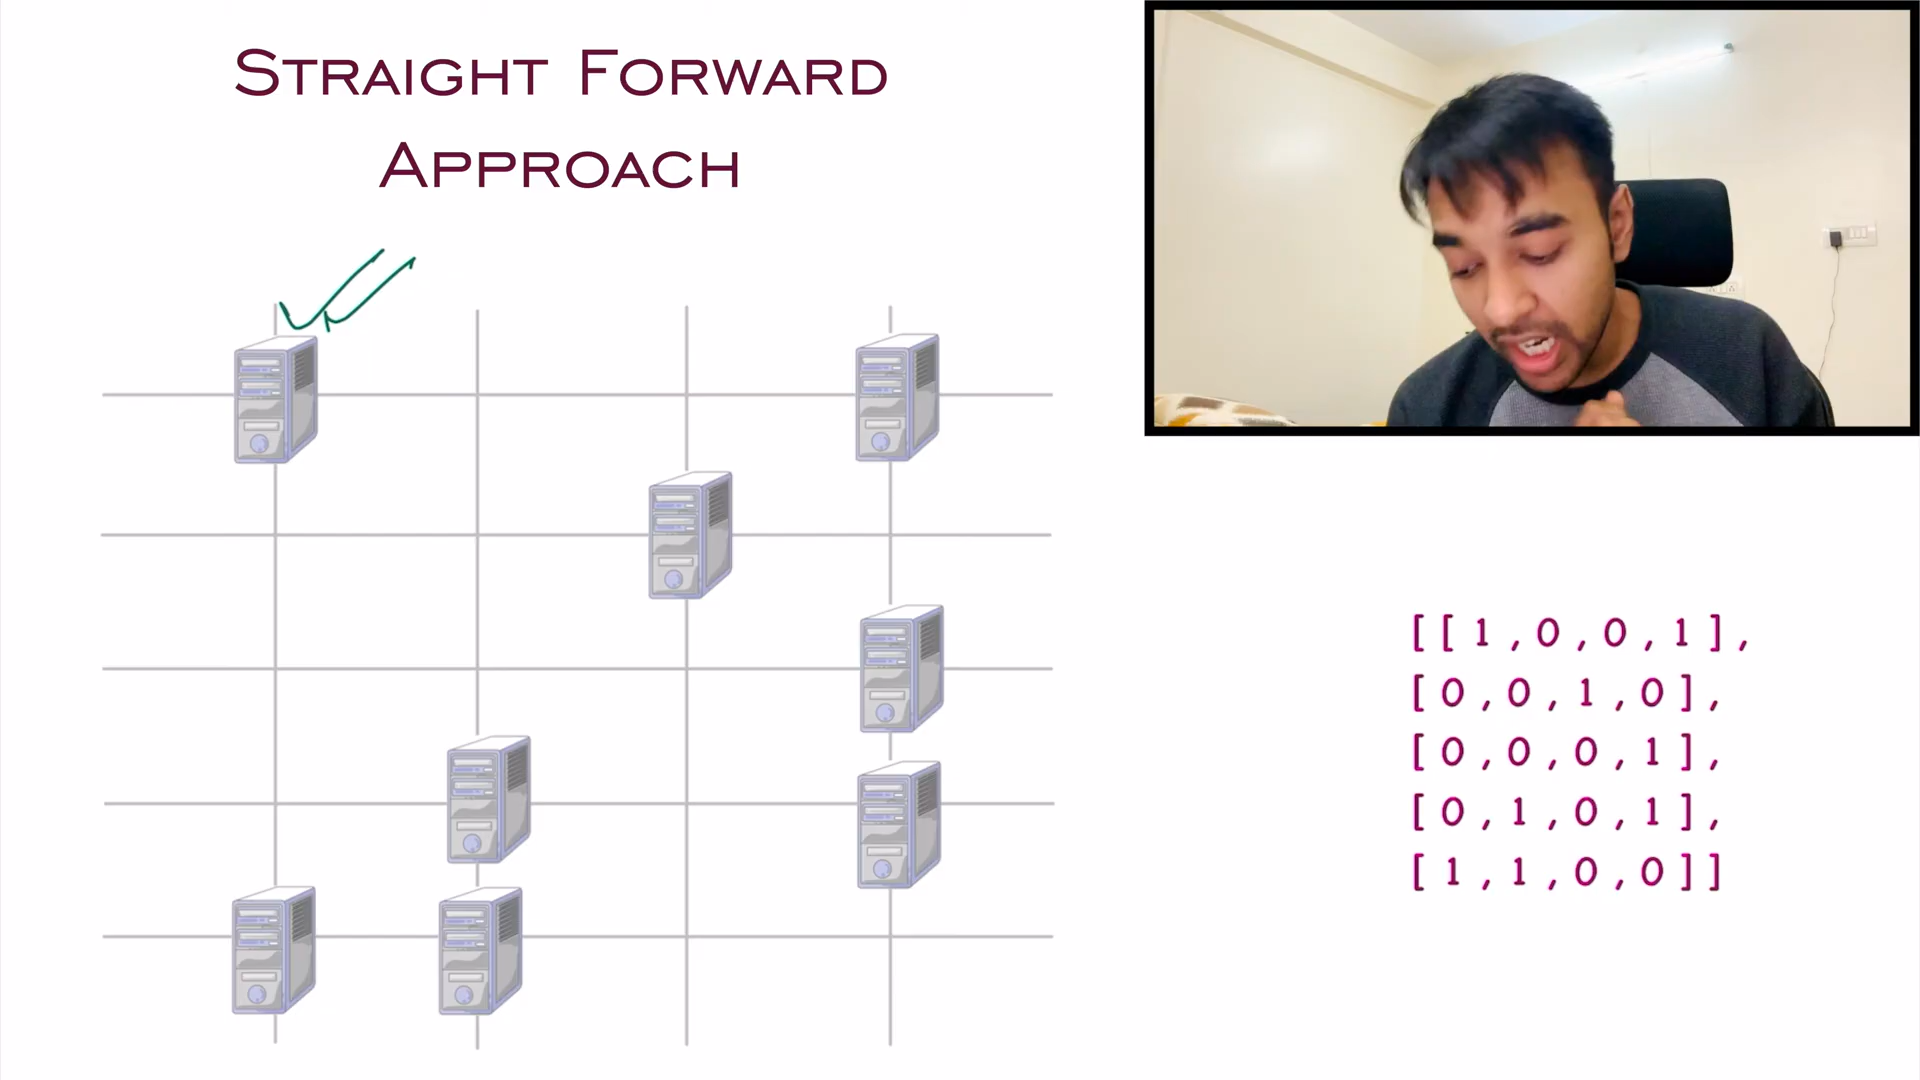 STRAIGHT FORWARD
APPROACH
[ [ 1 , 0 , 0 , 1 ] ,
[ 0 , 0 , 1 , 0 ] ,
[ 0 , 0 , 0 , 1 ] ,
[ 0 , 1 , 0 , 1 ] ,
[ 1 , 1 , 0 , 0 ] ]